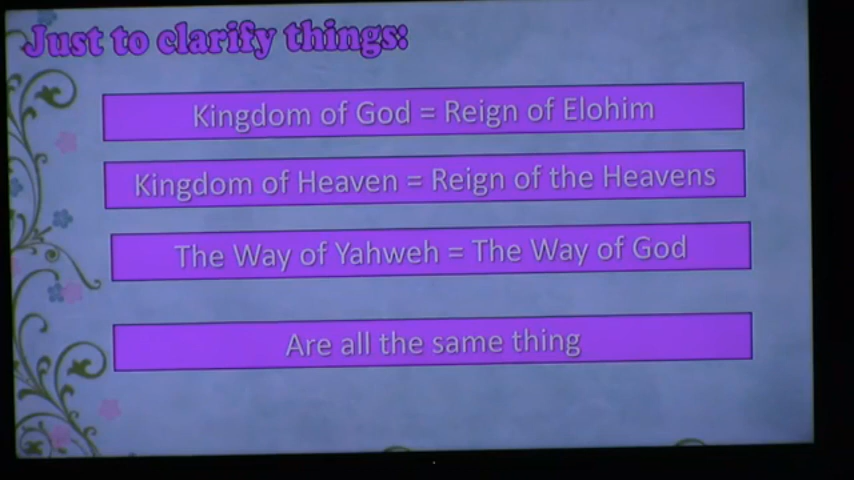 Just to clarify things:
Kingdom of God = Reign of Elohim
Kingdom of Heaven = Reign of the Heavens
The Way of Yahweh = The Way of God
Are all the same thing